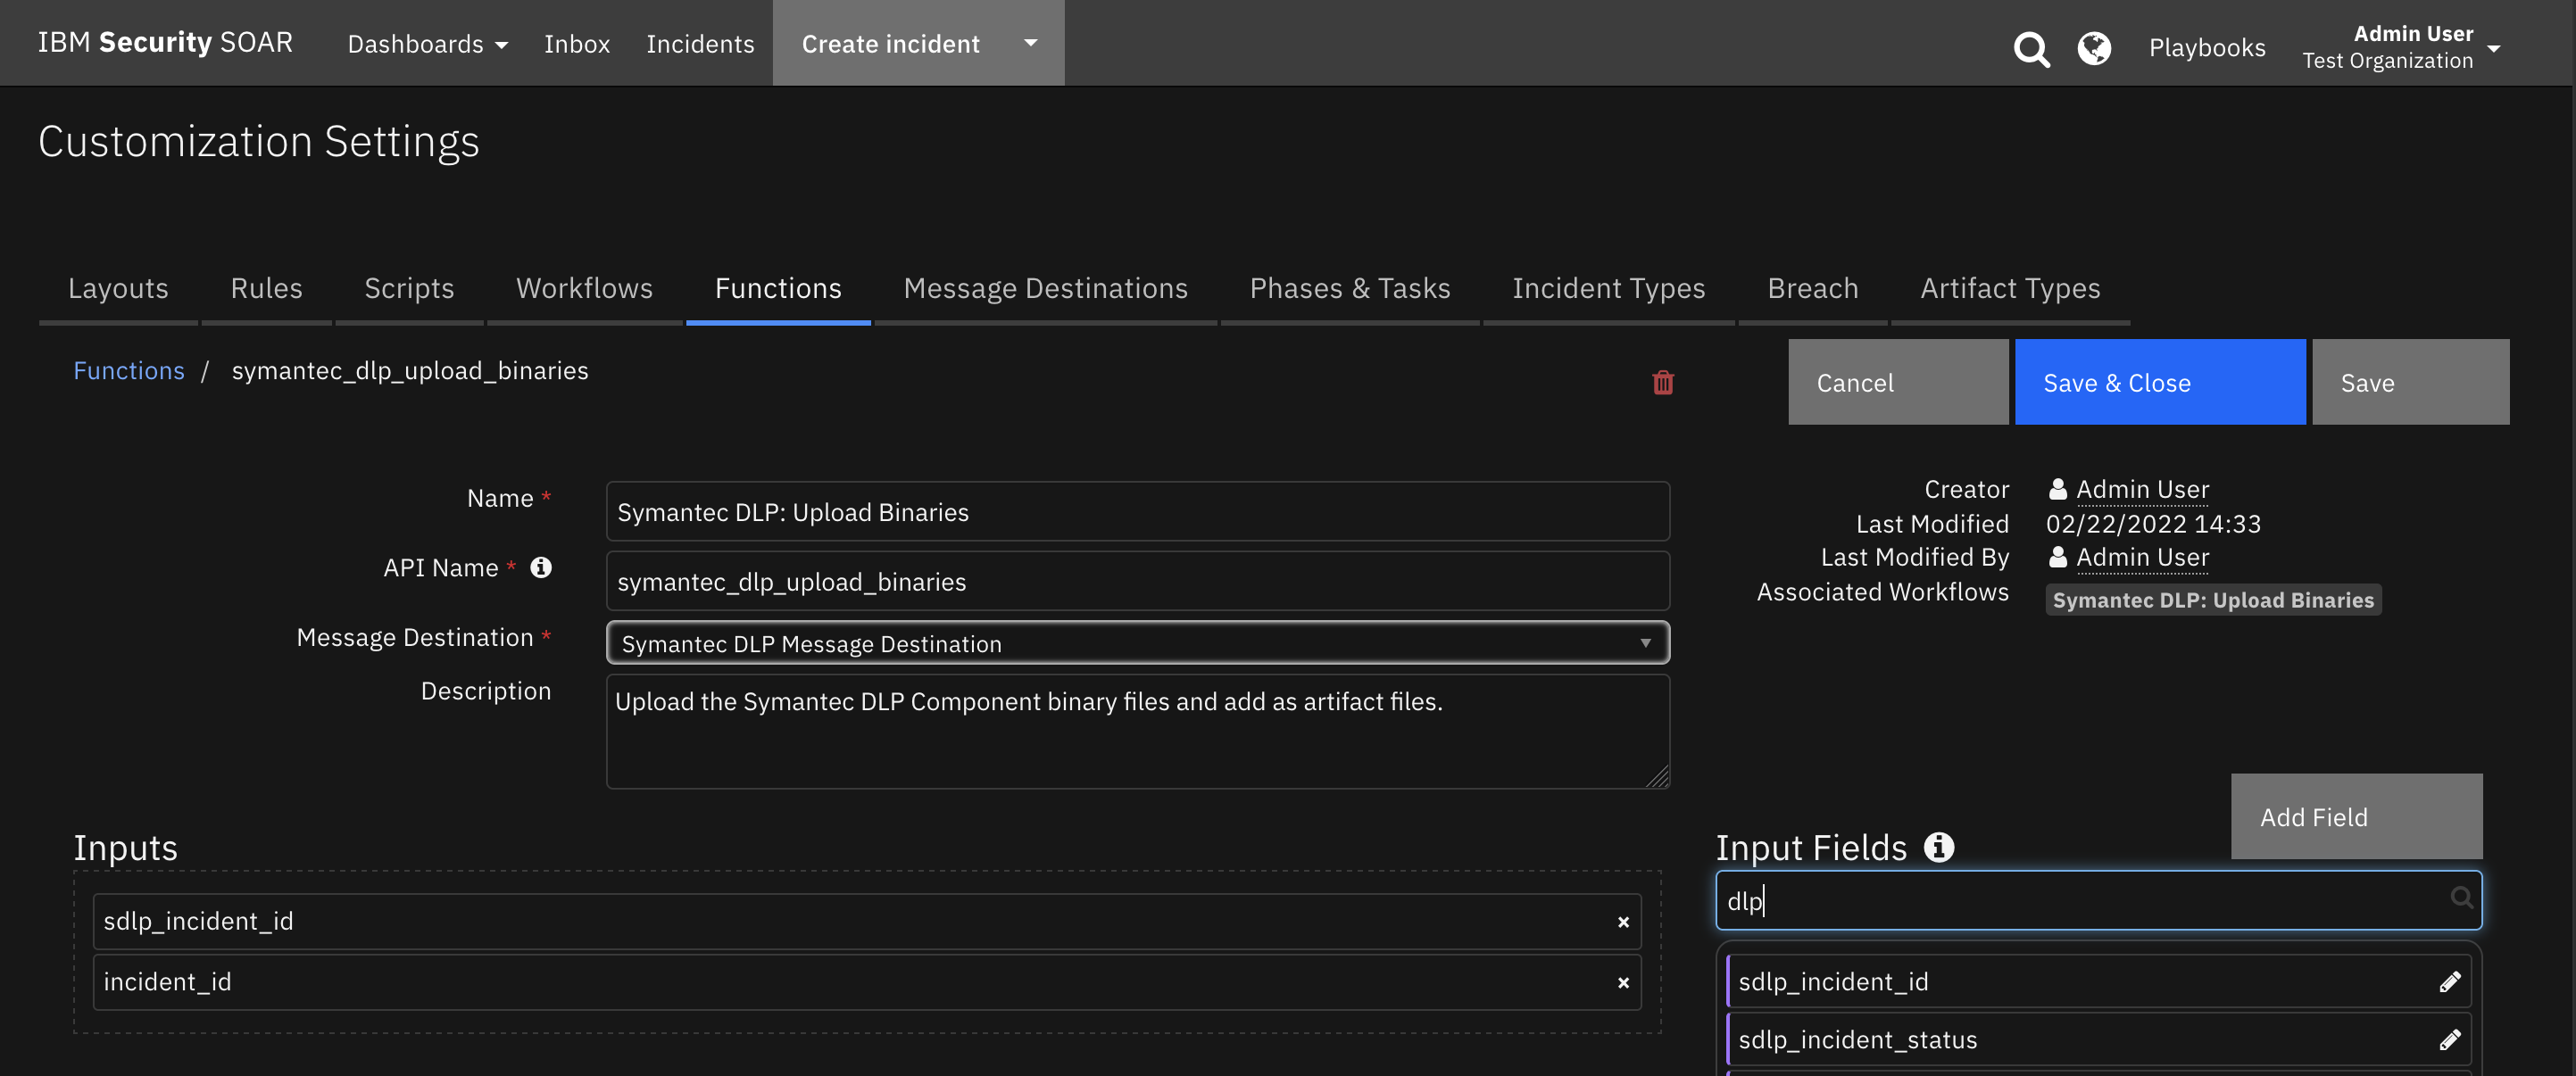 IBM Security SOAR
Dashboards
Inbox
Incidents
Create incident
Playbooks
Admin User
Test Organization
Customization Settings
Layouts
Rules
Scripts
Workflows
Functions
Message Destinations
Phases & Tasks
Incident Types
Breach
Artifact Types
Functions / symantec_dlp_upload_binaries
Cancel
Save & Close
Save
Name *
Symantec DLP: Upload Binaries
API Name *
symantec_dlp_upload_binaries
Message Destination *
Symantec DLP Message Destination
Description
Upload the Symantec DLP Component binary files and add as artifact files.
Creator
Admin User
Last Modified
02/22/2022 14:33
Last Modified By
Admin User
Associated Workflows
Symantec DLP: Upload Binaries
Inputs
sdlp_incident_id
incident_id
Add Field
Input Fields
dlp
sdlp_incident_id
sdlp_incident_status